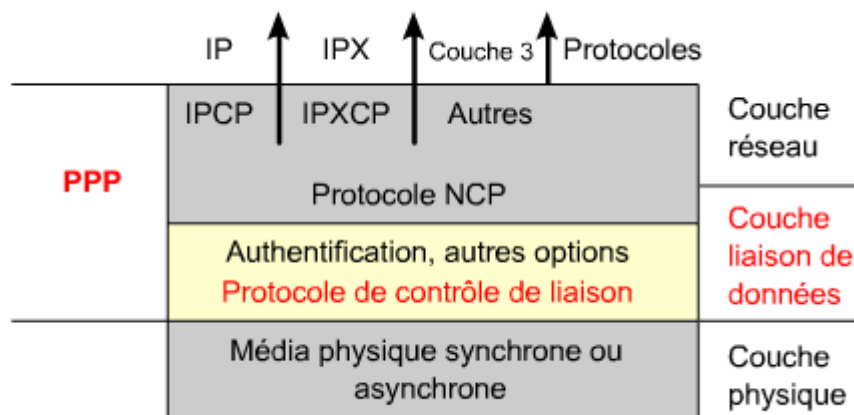 IP IPX Couche 3 Protocoles
IPCP IPXCP Autres
Couche
réseau
PPP
Protocole NCP
Authentification, autres options
Protocole de contrôle de liaison
Couche
liaison de
données
Média physique synchrone ou
asynchrone
Couche
physique